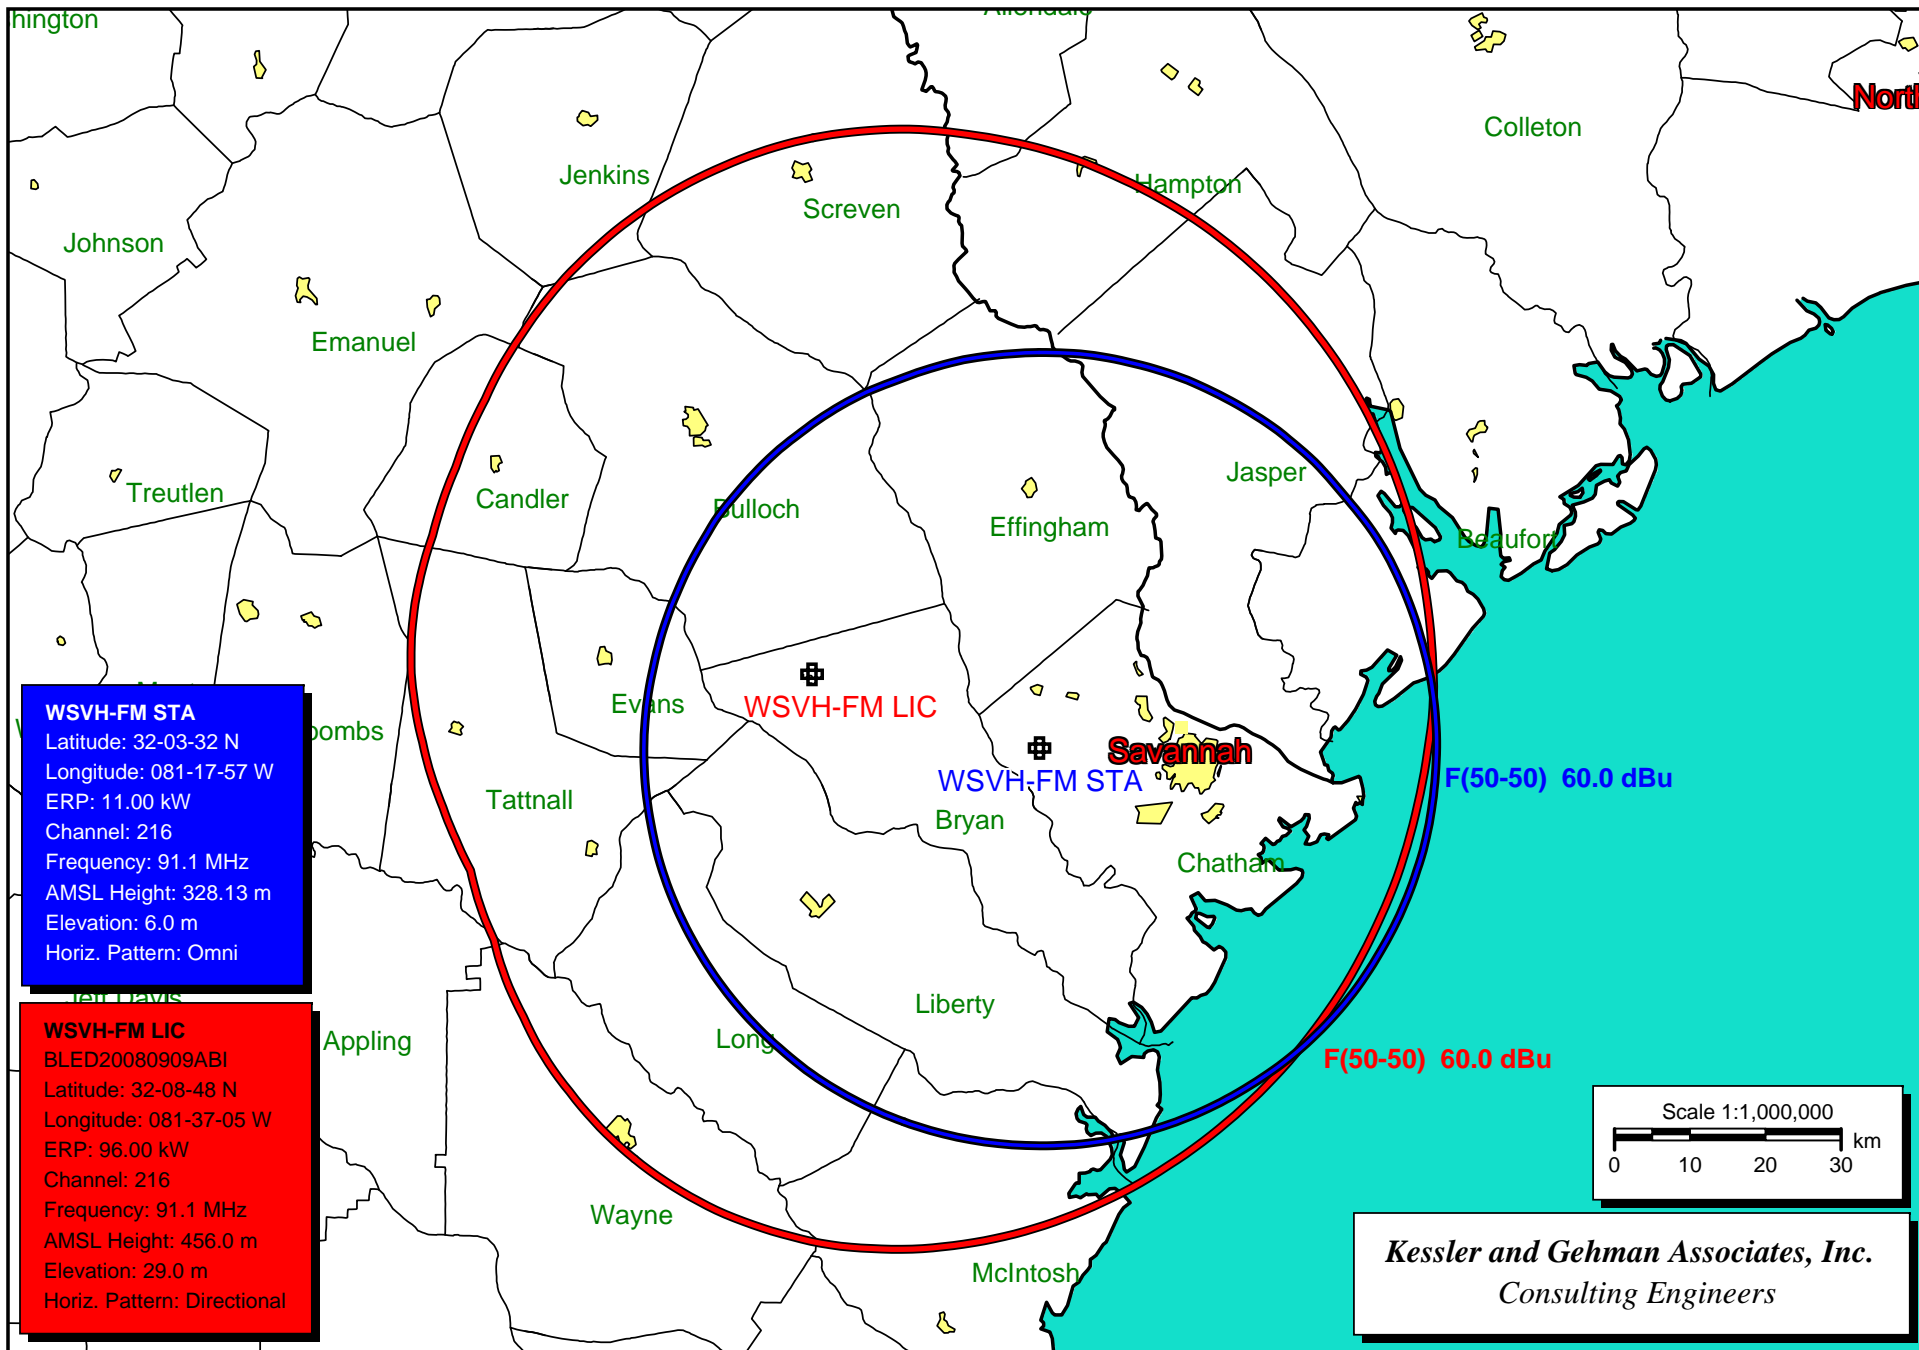 hington
North
Colleton
Jenkins
Hampton
Screven
Johnson
Emanuel
Jasper
Treutlen
Candler
Bulloch
Effingham
Beaufort
Evans
WSVH-FM LIC
Savannah
WSVH-FM STA
F(50-50) 60.0 dBu
Tattnall
Bryan
Chatham
Liberty
Long
Appling
Jeff Davis
F(50-50) 60.0 dBu
Wayne
McIntosh
oombs
WSVH-FM STA
Latitude: 32-03-32 N
Longitude: 081-17-57 W
ERP: 11.00 kW
Channel: 216
Frequency: 91.1 MHz
AMSL Height: 328.13 m
Elevation: 6.0 m
Horiz. Pattern: Omni
WSVH-FM LIC
BLED20080909ABI
Latitude: 32-08-48 N
Longitude: 081-37-05 W
ERP: 96.00 kW
Channel: 216
Frequency: 91.1 MHz
AMSL Height: 456.0 m
Elevation: 29.0 m
Horiz. Pattern: Directional
Scale 1:1,000,000
km
0 10 20 30
Kessler and Gehman Associates, Inc.
Consulting Engineers